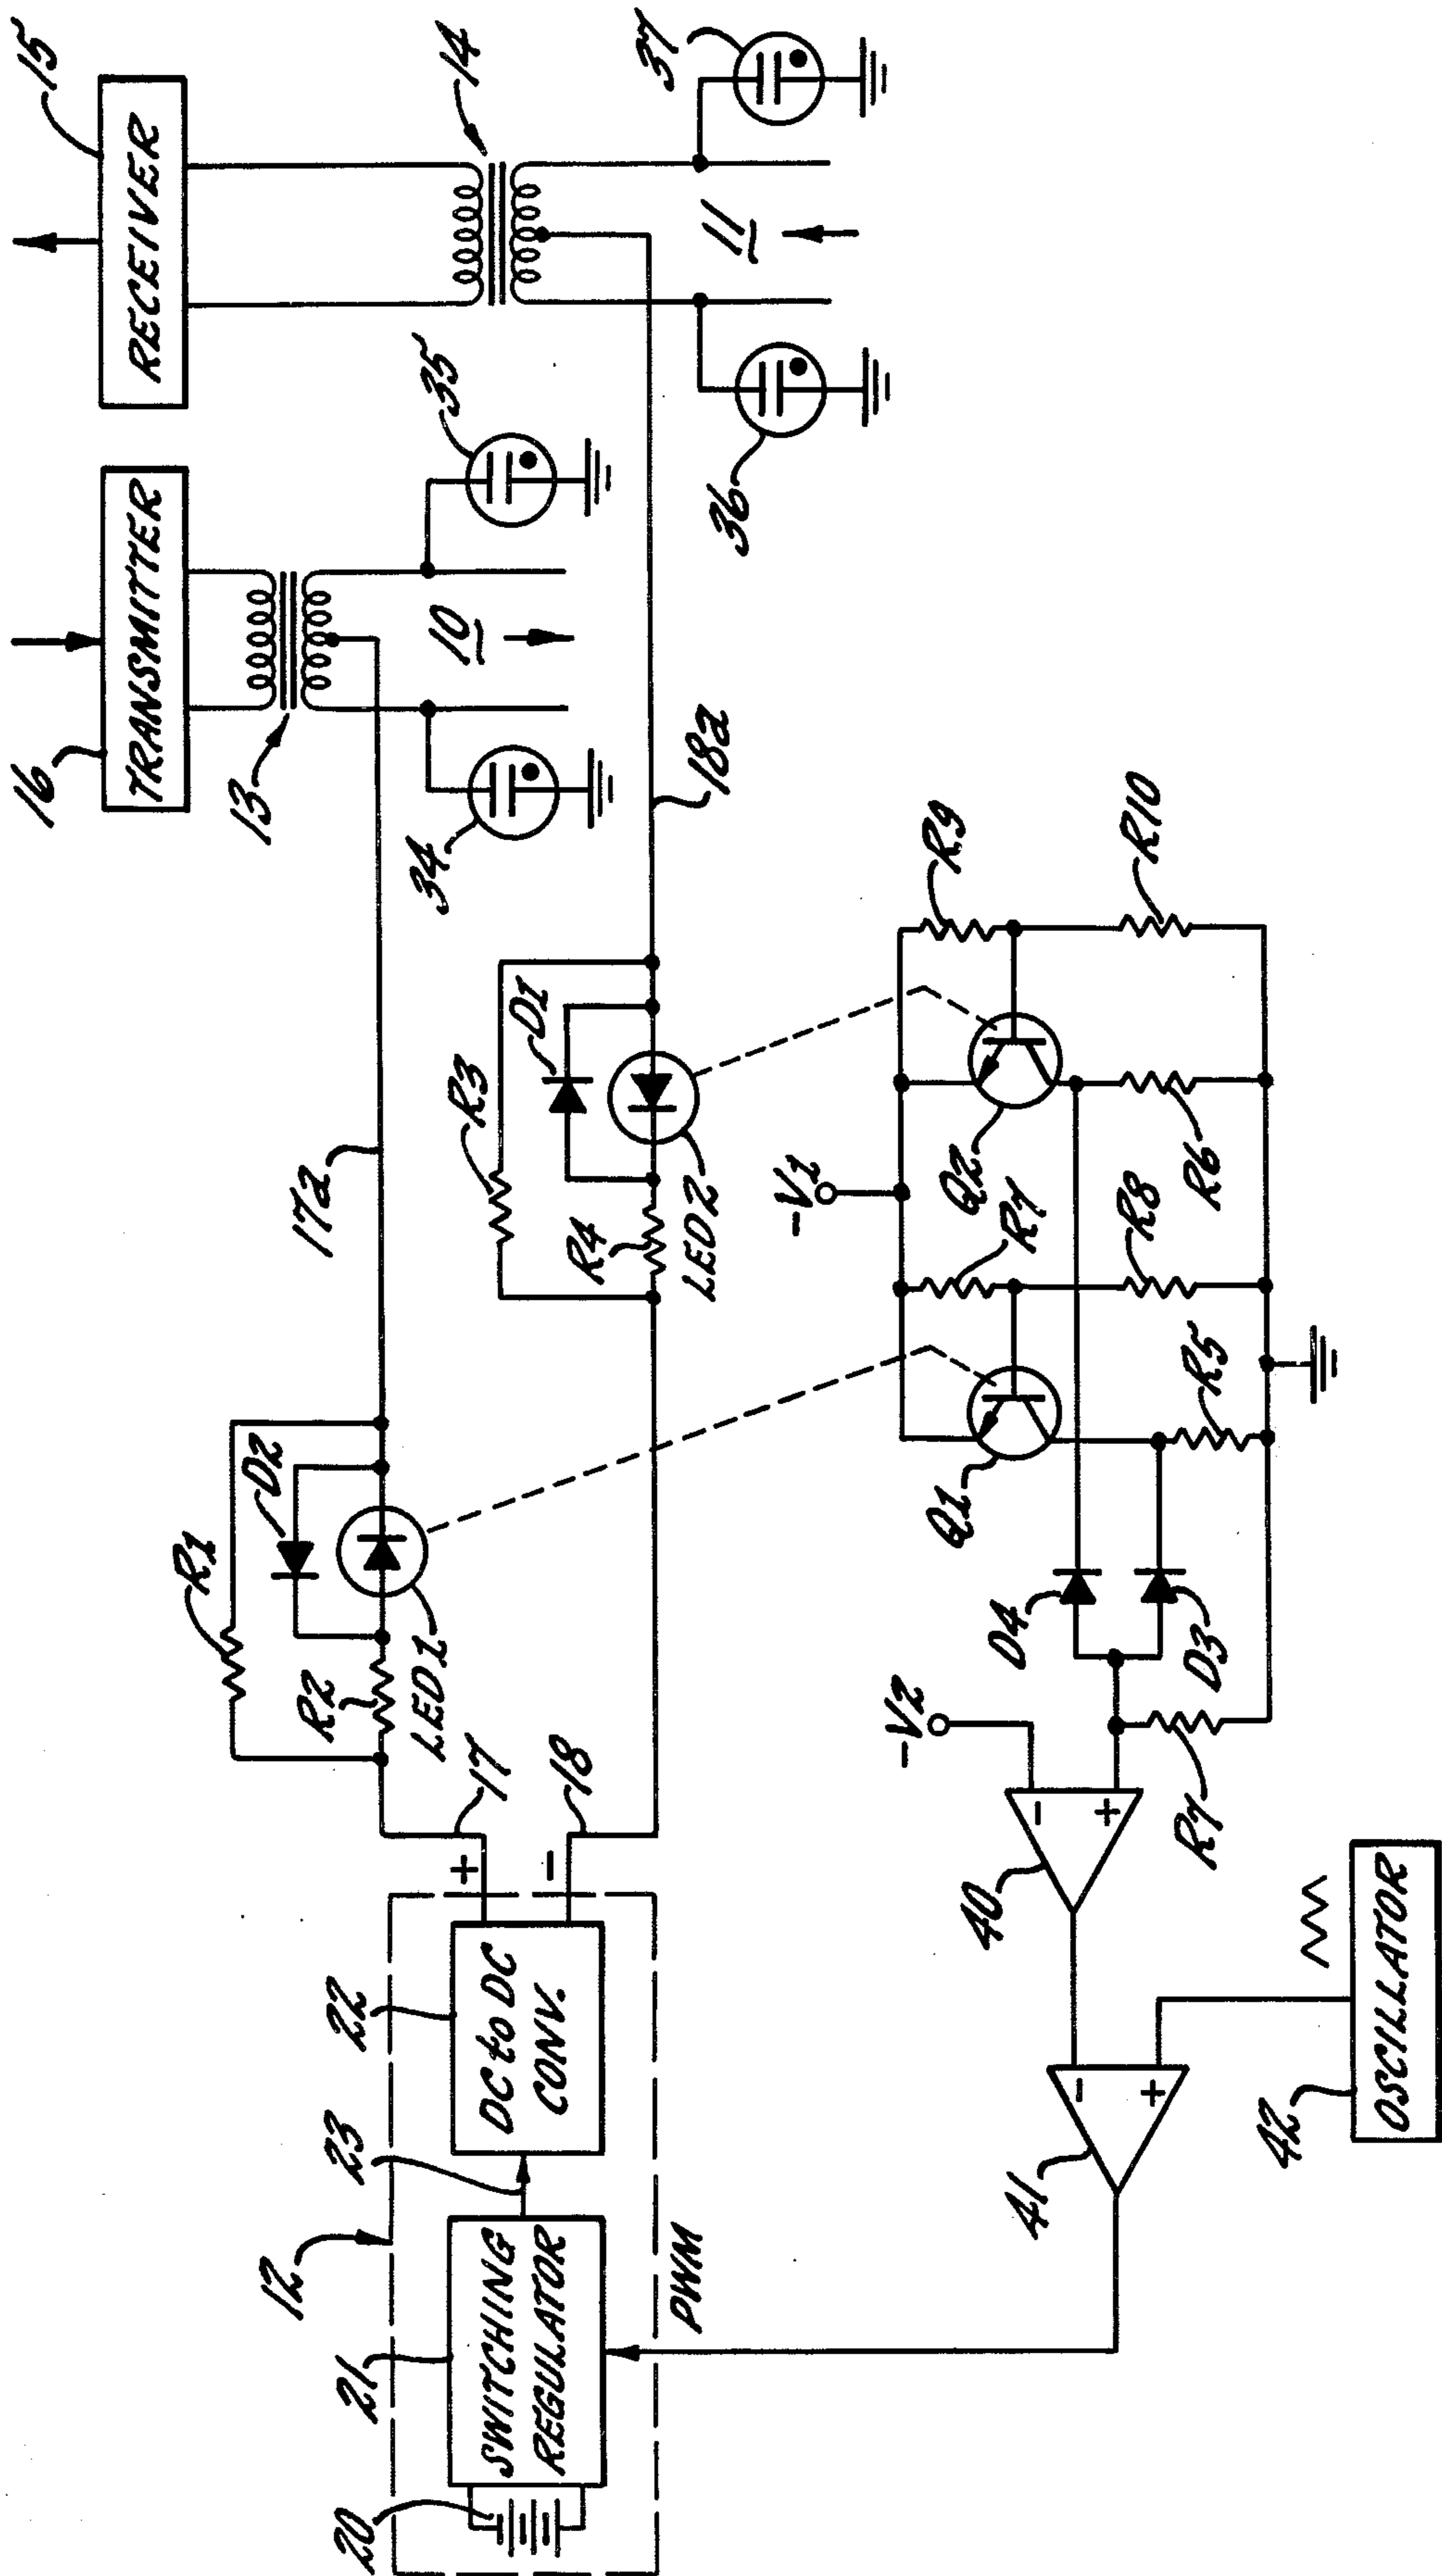 15
RECEIVER
14
37
11
36
16
TRANSMITTER
13
35
10
34
17a
18a
R1
D2
R2
LED1
R3
D1
R4
LED2
17
18
+
-
12
20
21
SWITCHING
REGULATOR
23
22
DC to DC
CONV.
PWM
-V1
R9
R10
Q2
R7
R6
R8
Q1
R5
D4
D3
-V2
R7
-
+
40
-
+
41
42
OSCILLATOR